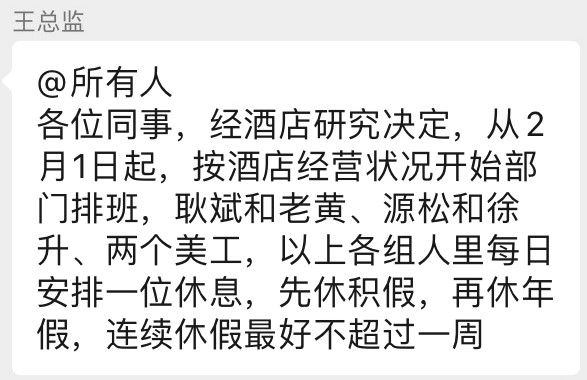 王总监
@所有人
各位同事，经酒店研究决定，从2
月1日起，按酒店经营状况开始部
门排班，耿斌和老黄、源松和徐
升、两个美工，以上各组人里每日
安排一位休息，先休积假，再休年
假，连续休假最好不超过一周